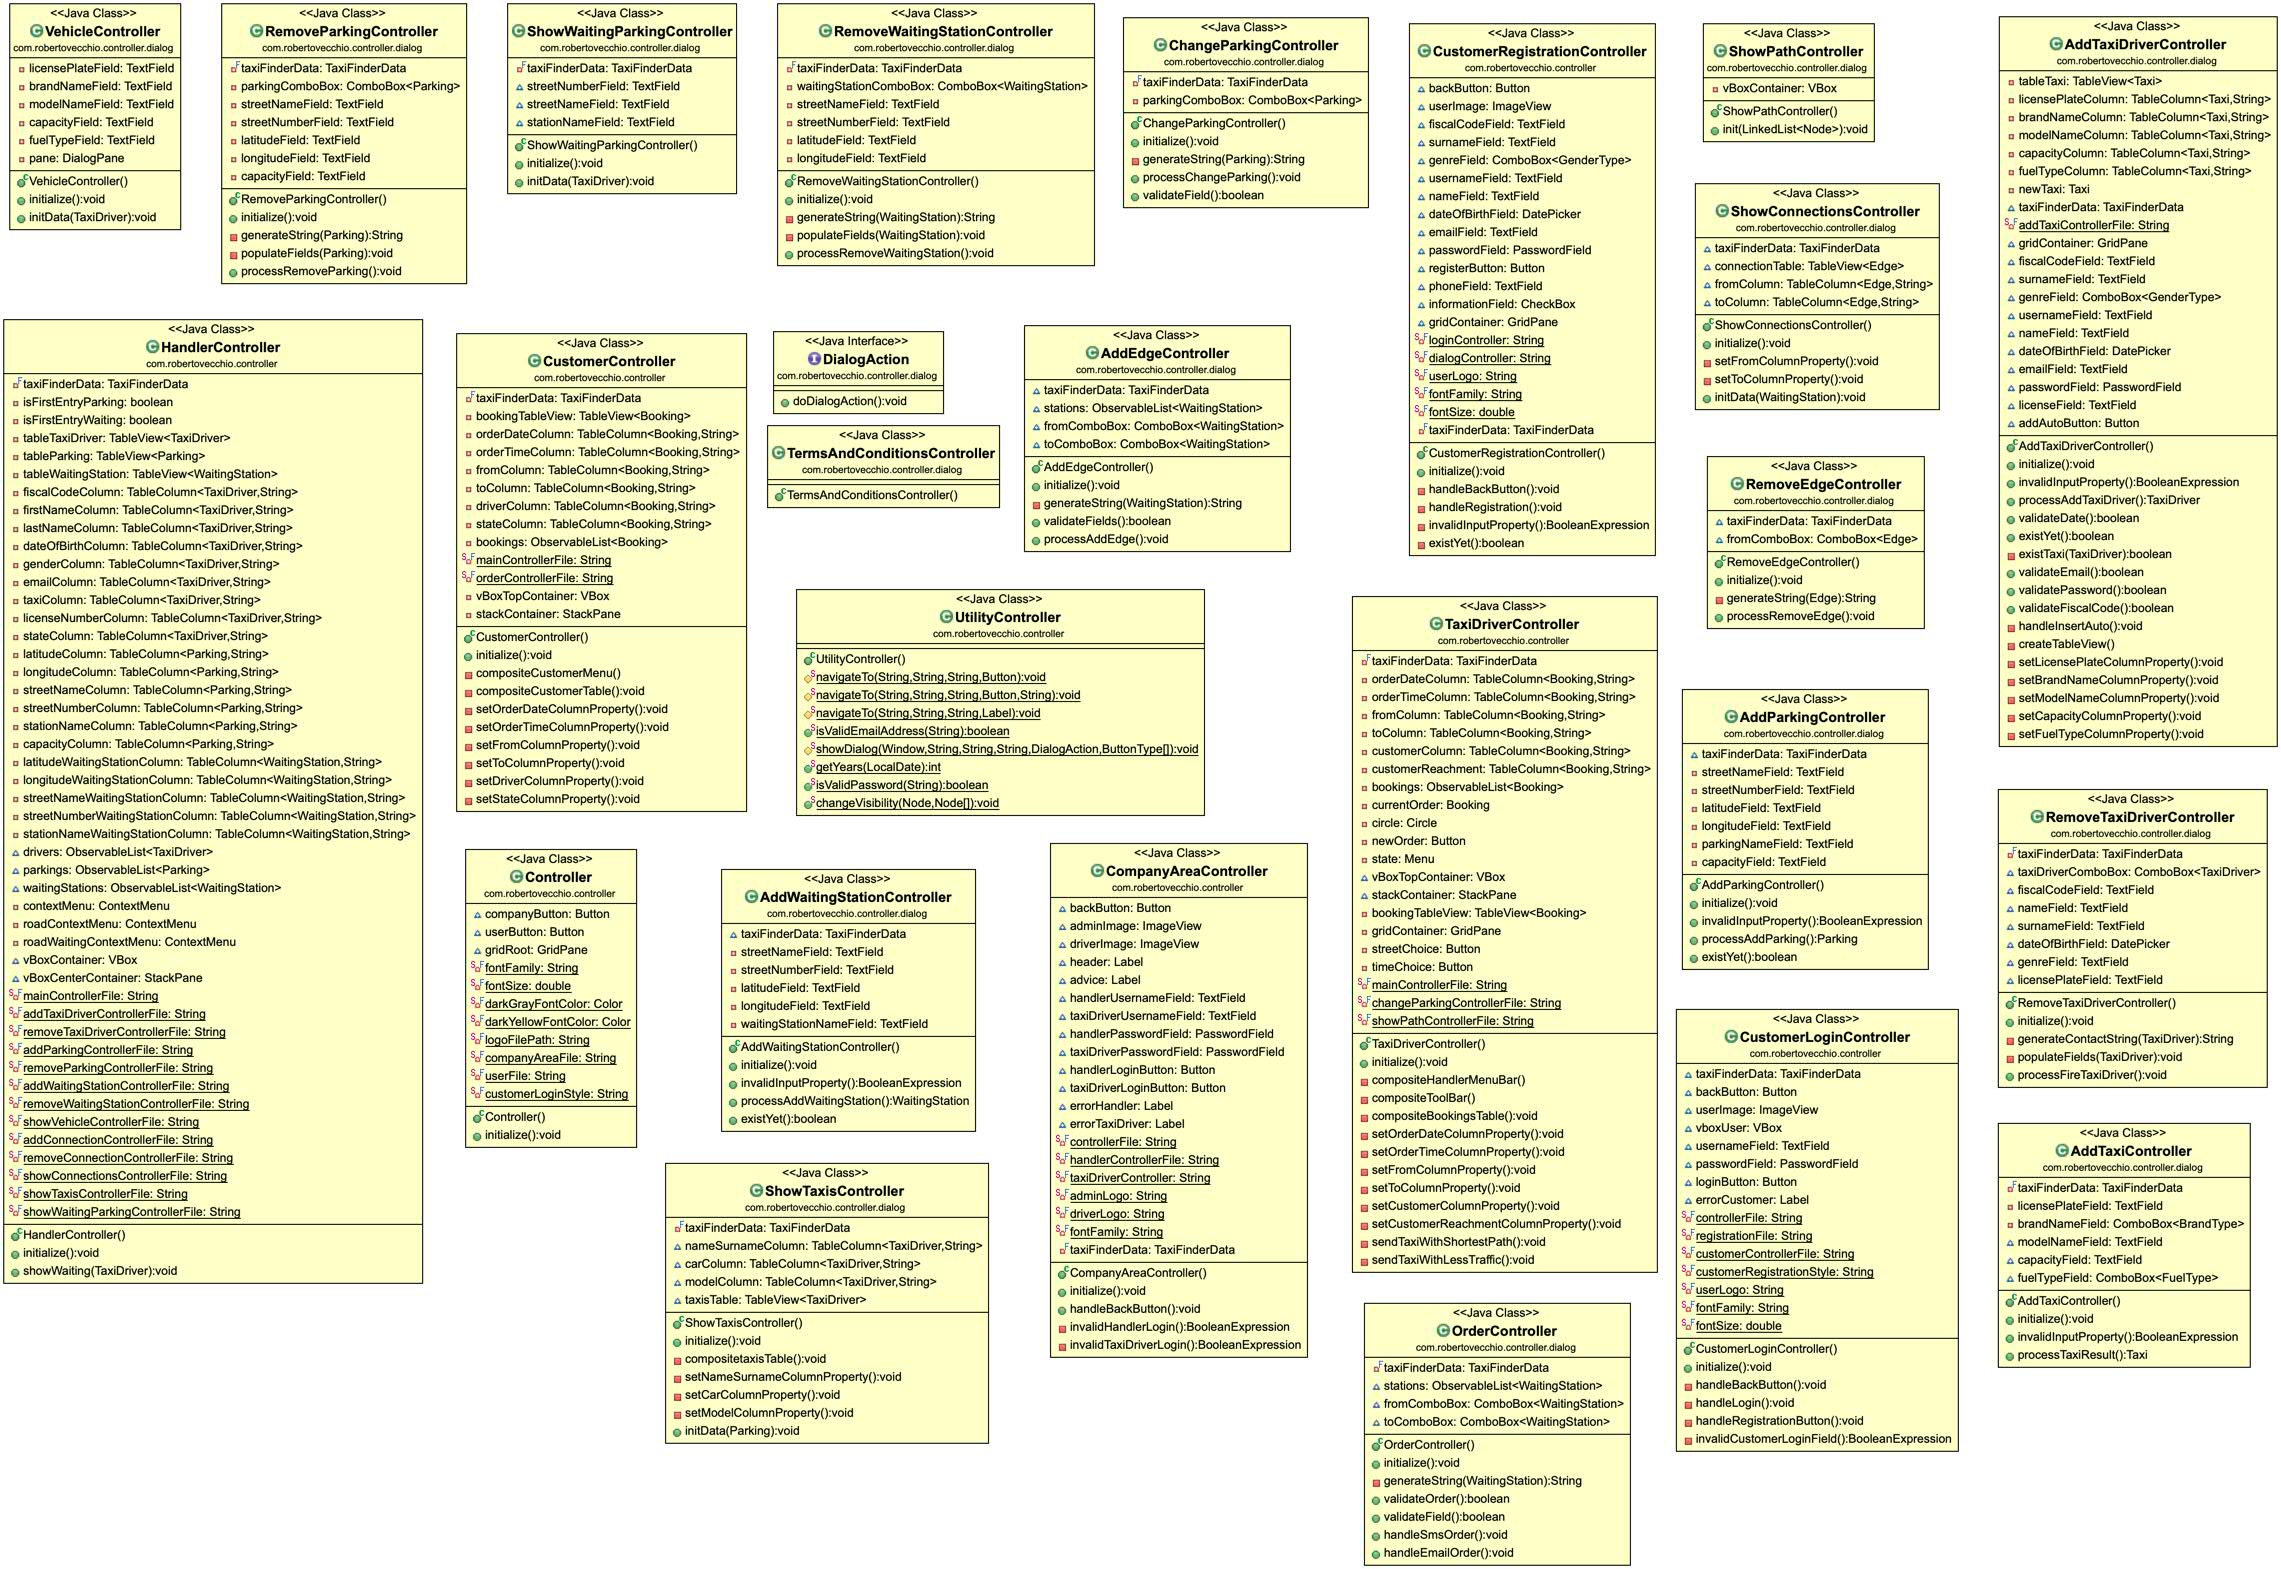 <<Java Class>>
VehicleController
com.robertovecchio.controller.dialog
licensePlateField: TextField
brandNameField: TextField
modelNameField: TextField
capacityField: TextField
fuelTypeField: TextField
pane: DialogPane
VehicleController()
initialize():void
initData(TaxiDriver):void
<<Java Class>>
RemoveParkingController
com.robertovecchio.controller.dialog
taxiFinderData: TaxiFinderData
parkingComboBox: ComboBox<Parking>
streetNameField: TextField
streetNumberField: TextField
latitudeField: TextField
longitudeField: TextField
capacityField: TextField
RemoveParkingController()
initialize():void
generateString(Parking):String
populateFields(Parking):void
processRemoveParking():void
<<Java Class>>
ShowWaitingParkingController
com.robertovecchio.controller.dialog
taxiFinderData: TaxiFinderData
streetNumberField: TextField
streetNameField: TextField
stationNameField: TextField
ShowWaitingParkingController()
initialize():void
initData(TaxiDriver):void
<<Java Class>>
RemoveWaitingStationController
com.robertovecchio.controller.dialog
taxiFinderData: TaxiFinderData
waitingStationComboBox: ComboBox<WaitingStation>
streetNameField: TextField
streetNumberField: TextField
latitudeField: TextField
longitudeField: TextField
RemoveWaitingStationController()
initialize():void
generateString(WaitingStation):String
populateFields(WaitingStation):void
processRemoveWaitingStation():void
<<Java Class>>
ChangeParkingController
com.robertovecchio.controller.dialog
taxiFinderData: TaxiFinderData
parkingComboBox: ComboBox<Parking>
ChangeParkingController()
initialize():void
generateString(Parking):String
processChangeParking():void
validateField():boolean
<<Java Class>>
CustomerRegistrationController
com.robertovecchio.controller
backButton: Button
userImage: ImageView
fiscalCodeField: TextField
surnameField: TextField
genreField: ComboBox<GenderType>
usernameField: TextField
nameField: TextField
dateOfBirthField: DatePicker
emailField: TextField
passwordField: PasswordField
registerButton: Button
phoneField: TextField
informationField: CheckBox
gridContainer: GridPane
loginController: String
dialogController: String
userLogo: String
fontFamily: String
fontSize: double
taxiFinderData: TaxiFinderData
CustomerRegistrationController()
initialize():void
handleBackButton():void
handleRegistration():void
invalidInputProperty():BooleanExpression
existYet():boolean
<<Java Class>>
ShowPathController
com.robertovecchio.controller.dialog
vBoxContainer: VBox
ShowPathController()
init(LinkedList<Node>):void
<<Java Class>>
ShowConnectionsController
com.robertovecchio.controller.dialog
taxiFinderData: TaxiFinderData
connectionTable: TableView<Edge>
fromColumn: TableColumn<Edge,String>
toColumn: TableColumn<Edge,String>
ShowConnectionsController()
initialize():void
setFromColumnProperty():void
setToColumnProperty():void
initData(WaitingStation):void
<<Java Class>>
AddTaxiDriverController
com.robertovecchio.controller.dialog
tableTaxi: TableView<Taxi>
licensePlateColumn: TableColumn<Taxi,String>
brandNameColumn: TableColumn<Taxi,String>
modelNameColumn: TableColumn<Taxi,String>
capacityColumn: TableColumn<Taxi,String>
fuelTypeColumn: TableColumn<Taxi,String>
newTaxi: Taxi
taxiFinderData: TaxiFinderData
addTaxiControllerFile: String
gridContainer: GridPane
fiscalCodeField: TextField
surnameField: TextField
genreField: ComboBox<GenderType>
usernameField: TextField
nameField: TextField
dateOfBirthField: DatePicker
emailField: TextField
passwordField: PasswordField
licenseField: TextField
addAutoButton: Button
AddTaxiDriverController()
initialize():void
invalidInputProperty():BooleanExpression
processAddTaxiDriver():TaxiDriver
validateDate():boolean
existYet():boolean
existTaxi(TaxiDriver):boolean
validateEmail():boolean
validatePassword():boolean
validateFiscalCode():boolean
handleInsertAuto():void
createTableView()
setLicensePlateColumnProperty():void
setBrandNameColumnProperty():void
setModelNameColumnProperty():void
setCapacityColumnProperty():void
setFuelTypeColumnProperty():void
<<Java Class>>
HandlerController
com.robertovecchio.controller
taxiFinderData: TaxiFinderData
isFirstEntryParking: boolean
isFirstEntryWaiting: boolean
tableTaxiDriver: TableView<TaxiDriver>
tableParking: TableView<Parking>
tableWaitingStation: TableView<WaitingStation>
fiscalCodeColumn: TableColumn<TaxiDriver,String>
firstNameColumn: TableColumn<TaxiDriver,String>
lastNameColumn: TableColumn<TaxiDriver,String>
dateOfBirthColumn: TableColumn<TaxiDriver,String>
genderColumn: TableColumn<TaxiDriver,String>
emailColumn: TableColumn<TaxiDriver,String>
taxiColumn: TableColumn<TaxiDriver,String>
licenseNumberColumn: TableColumn<TaxiDriver,String>
stateColumn: TableColumn<TaxiDriver,String>
latitudeColumn: TableColumn<Parking,String>
longitudeColumn: TableColumn<Parking,String>
streetNameColumn: TableColumn<Parking,String>
streetNumberColumn: TableColumn<Parking,String>
stationNameColumn: TableColumn<Parking,String>
capacityColumn: TableColumn<Parking,String>
latitudeWaitingStationColumn: TableColumn<WaitingStation,String>
longitudeWaitingStationColumn: TableColumn<WaitingStation,String>
streetNameWaitingStationColumn: TableColumn<WaitingStation,String>
streetNumberWaitingStationColumn: TableColumn<WaitingStation,String>
stationNameWaitingStationColumn: TableColumn<WaitingStation,String>
drivers: ObservableList<TaxiDriver>
parkings: ObservableList<Parking>
waitingStations: ObservableList<WaitingStation>
contextMenu: ContextMenu
roadContextMenu: ContextMenu
roadWaitingContextMenu: ContextMenu
vBoxContainer: VBox
vBoxCenterContainer: StackPane
mainControllerFile: String
addTaxiDriverControllerFile: String
removeTaxiDriverControllerFile: String
addParkingControllerFile: String
removeParkingControllerFile: String
addWaitingStationControllerFile: String
removeWaitingStationControllerFile: String
showVehicleControllerFile: String
addConnectionControllerFile: String
removeConnectionControllerFile: String
showConnectionsControllerFile: String
showTaxisControllerFile: String
showWaitingParkingControllerFile: String
HandlerController()
initialize():void
showWaiting(TaxiDriver):void
<<Java Class>>
CustomerController
com.robertovecchio.controller
taxiFinderData: TaxiFinderData
bookingTableView: TableView<Booking>
orderDateColumn: TableColumn<Booking,String>
orderTimeColumn: TableColumn<Booking,String>
fromColumn: TableColumn<Booking,String>
toColumn: TableColumn<Booking,String>
driverColumn: TableColumn<Booking,String>
stateColumn: TableColumn<Booking,String>
bookings: ObservableList<Booking>
mainControllerFile: String
orderControllerFile: String
vBoxTopContainer: VBox
stackContainer: StackPane
CustomerController()
initialize():void
compositeCustomerMenu()
compositeCustomerTable():void
setOrderDateColumnProperty():void
setOrderTimeColumnProperty():void
setFromColumnProperty():void
setToColumnProperty():void
setDriverColumnProperty():void
setStateColumnProperty():void
<<Java Interface>>
DialogAction
com.robertovecchio.controller.dialog
doDialogAction():void
<<Java Class>>
TermsAndConditionsController
com.robertovecchio.controller.dialog
TermsAndConditionsController()
<<Java Class>>
AddEdgeController
com.robertovecchio.controller.dialog
taxiFinderData: TaxiFinderData
stations: ObservableList<WaitingStation>
fromComboBox: ComboBox<WaitingStation>
toComboBox: ComboBox<WaitingStation>
AddEdgeController()
initialize():void
generateString(WaitingStation):String
validateFields():boolean
processAddEdge():void
<<Java Class>>
RemoveEdgeController
com.robertovecchio.controller.dialog
taxiFinderData: TaxiFinderData
fromComboBox: ComboBox<Edge>
RemoveEdgeController()
initialize():void
generateString(Edge):String
processRemoveEdge():void
<<Java Class>>
UtilityController
com.robertovecchio.controller
UtilityController()
navigateTo(String,String,String,Button):void
navigateTo(String,String,String,Button,String):void
navigateTo(String,String,String,Label):void
isValidEmailAddress(String):boolean
showDialog(Window,String,String,String,DialogAction,ButtonType[]):void
getYears(LocalDate):int
isValidPassword(String):boolean
changeVisibility(Node,Node[]):void
<<Java Class>>
TaxiDriverController
com.robertovecchio.controller
taxiFinderData: TaxiFinderData
orderDateColumn: TableColumn<Booking,String>
orderTimeColumn: TableColumn<Booking,String>
fromColumn: TableColumn<Booking,String>
toColumn: TableColumn<Booking,String>
customerColumn: TableColumn<Booking,String>
customerReachment: TableColumn<Booking,String>
bookings: ObservableList<Booking>
currentOrder: Booking
circle: Circle
newOrder: Button
state: Menu
vBoxTopContainer: VBox
stackContainer: StackPane
bookingTableView: TableView<Booking>
gridContainer: GridPane
streetChoice: Button
timeChoice: Button
mainControllerFile: String
changeParkingControllerFile: String
showPathControllerFile: String
TaxiDriverController()
initialize():void
compositeHandlerMenuBar()
compositeToolBar()
compositeBookingsTable():void
setOrderDateColumnProperty():void
setOrderTimeColumnProperty():void
setFromColumnProperty():void
setToColumnProperty():void
setCustomerColumnProperty():void
setCustomerReachmentColumnProperty():void
sendTaxiWithShortestPath():void
sendTaxiWithLessTraffic():void
<<Java Class>>
AddParkingController
com.robertovecchio.controller.dialog
taxiFinderData: TaxiFinderData
streetNameField: TextField
streetNumberField: TextField
latitudeField: TextField
longitudeField: TextField
parkingNameField: TextField
capacityField: TextField
AddParkingController()
initialize():void
invalidInputProperty():BooleanExpression
processAddParking():Parking
existYet():boolean
<<Java Class>>
RemoveTaxiDriverController
com.robertovecchio.controller.dialog
taxiFinderData: TaxiFinderData
taxiDriverComboBox: ComboBox<TaxiDriver>
fiscalCodeField: TextField
nameField: TextField
surnameField: TextField
dateOfBirthField: DatePicker
genreField: TextField
licensePlateField: TextField
RemoveTaxiDriverController()
initialize():void
generateContactString(TaxiDriver):String
populateFields(TaxiDriver):void
processFireTaxiDriver():void
<<Java Class>>
Controller
com.robertovecchio.controller
companyButton: Button
userButton: Button
gridRoot: GridPane
fontFamily: String
fontSize: double
darkGrayFontColor: Color
darkYellowFontColor: Color
logoFilePath: String
companyAreaFile: String
userFile: String
customerLoginStyle: String
Controller()
initialize():void
<<Java Class>>
AddWaitingStationController
com.robertovecchio.controller.dialog
taxiFinderData: TaxiFinderData
streetNameField: TextField
streetNumberField: TextField
latitudeField: TextField
longitudeField: TextField
waitingStationNameField: TextField
AddWaitingStationController()
initialize():void
invalidInputProperty():BooleanExpression
processAddWaitingStation():WaitingStation
existYet():boolean
<<Java Class>>
CompanyAreaController
com.robertovecchio.controller
backButton: Button
adminImage: ImageView
driverImage: ImageView
header: Label
advice: Label
handlerUsernameField: TextField
taxiDriverUsernameField: TextField
handlerPasswordField: PasswordField
taxiDriverPasswordField: PasswordField
handlerLoginButton: Button
taxiDriverLoginButton: Button
errorHandler: Label
errorTaxiDriver: Label
controllerFile: String
handlerControllerFile: String
taxiDriverController: String
adminLogo: String
driverLogo: String
fontFamily: String
taxiFinderData: TaxiFinderData
CompanyAreaController()
initialize():void
handleBackButton():void
invalidHandlerLogin():BooleanExpression
invalidTaxiDriverLogin():BooleanExpression
<<Java Class>>
CustomerLoginController
com.robertovecchio.controller
taxiFinderData: TaxiFinderData
backButton: Button
userImage: ImageView
vboxUser: VBox
usernameField: TextField
passwordField: PasswordField
loginButton: Button
errorCustomer: Label
controllerFile: String
registrationFile: String
customerControllerFile: String
customerRegistrationStyle: String
userLogo: String
fontFamily: String
fontSize: double
CustomerLoginController()
initialize():void
handleBackButton():void
handleLogin():void
handleRegistrationButton():void
invalidCustomerLoginField():BooleanExpression
<<Java Class>>
AddTaxiController
com.robertovecchio.controller.dialog
taxiFinderData: TaxiFinderData
licensePlateField: TextField
brandNameField: ComboBox<BrandType>
modelNameField: TextField
capacityField: TextField
fuelTypeField: ComboBox<FuelType>
AddTaxiController()
initialize():void
invalidInputProperty():BooleanExpression
processTaxiResult():Taxi
<<Java Class>>
ShowTaxisController
com.robertovecchio.controller.dialog
taxiFinderData: TaxiFinderData
nameSurnameColumn: TableColumn<TaxiDriver,String>
carColumn: TableColumn<TaxiDriver,String>
modelColumn: TableColumn<TaxiDriver,String>
taxisTable: TableView<TaxiDriver>
ShowTaxisController()
initialize():void
compositetaxisTable():void
setNameSurnameColumnProperty():void
setCarColumnProperty():void
setModelColumnProperty():void
initData(Parking):void
<<Java Class>>
OrderController
com.robertovecchio.controller.dialog
taxiFinderData: TaxiFinderData
stations: ObservableList<WaitingStation>
fromComboBox: ComboBox<WaitingStation>
toComboBox: ComboBox<WaitingStation>
OrderController()
initialize():void
generateString(WaitingStation):String
validateOrder():boolean
validateField():boolean
handleSmsOrder():void
handleEmailOrder():void